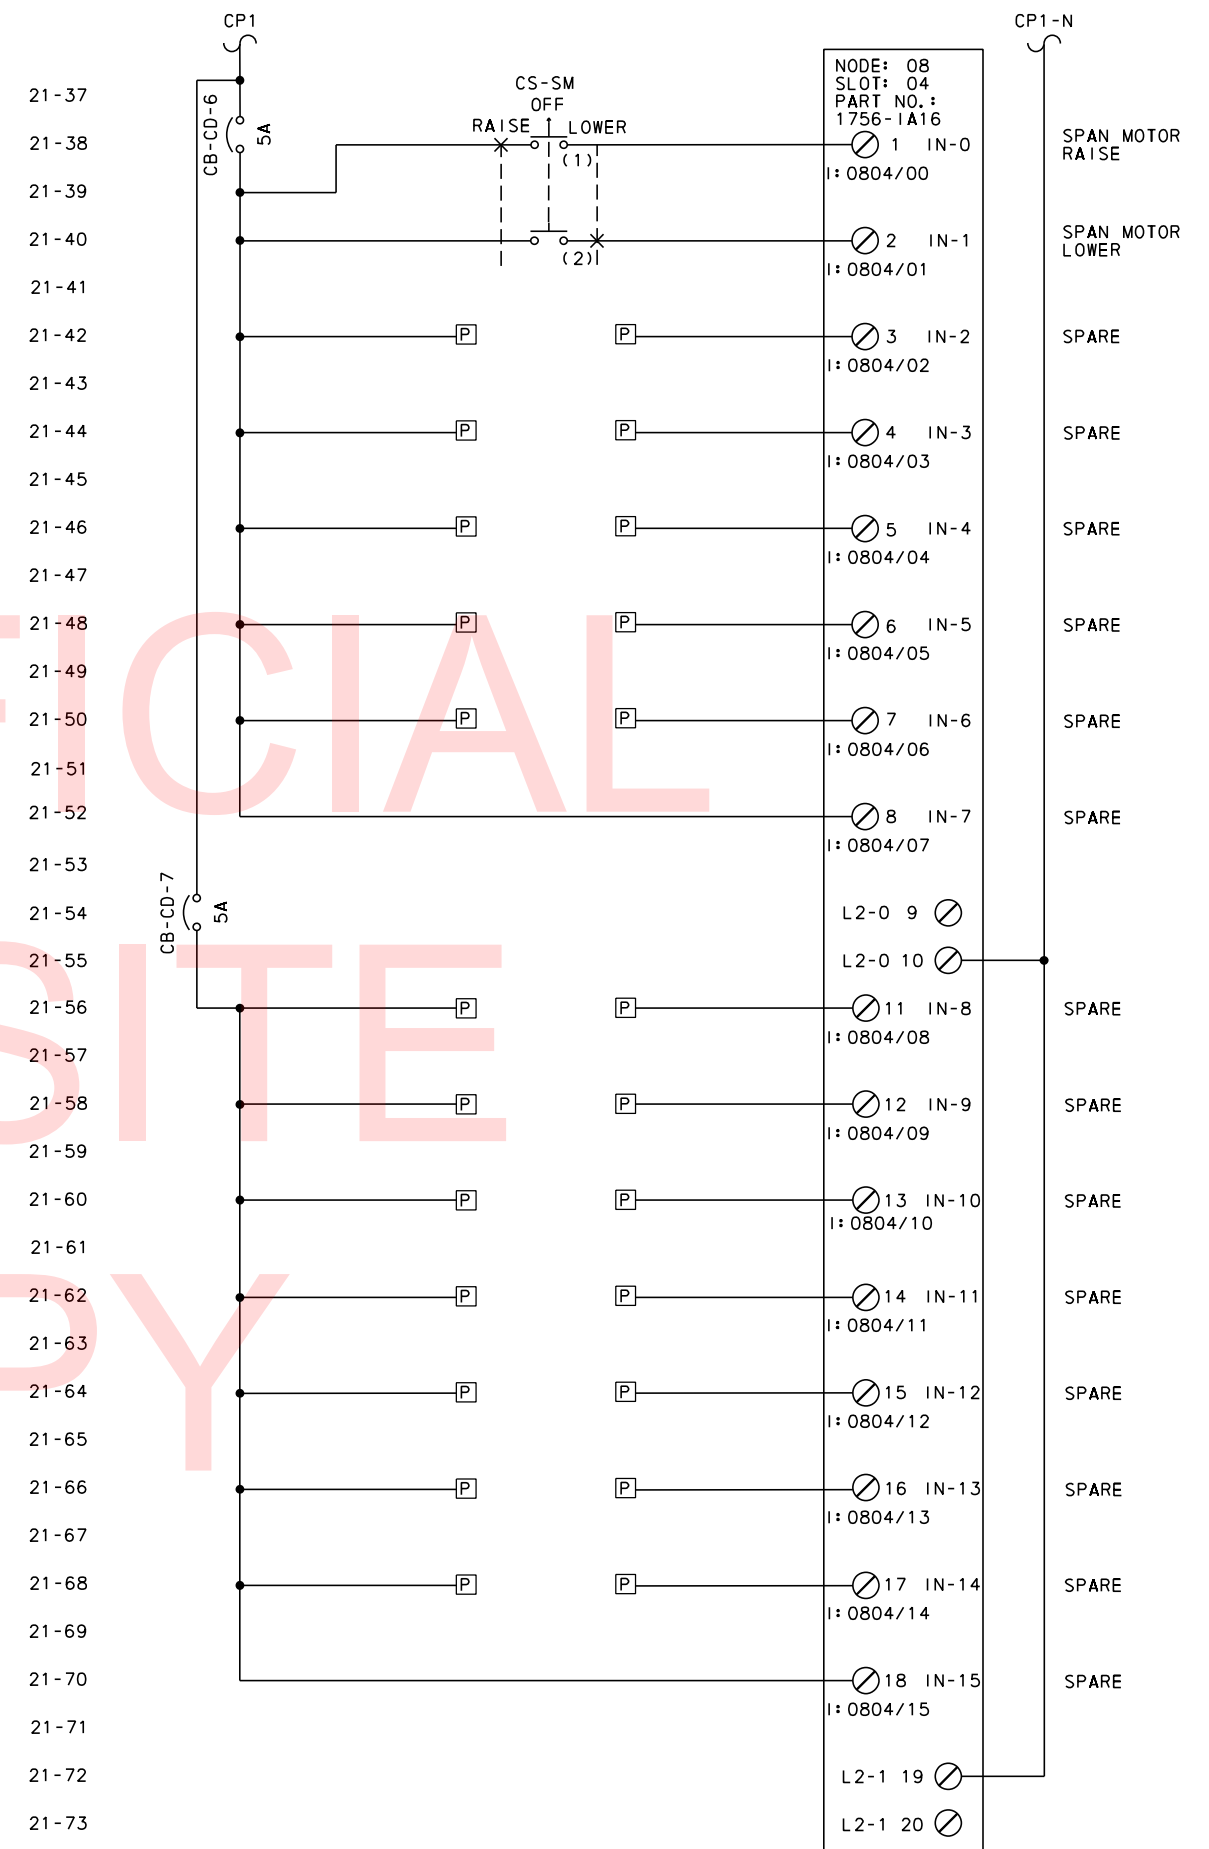 CP1
CP1-N
NODE: 08
SLOT: 04
PART NO.:
1756-IA16
21-37
CS-SM
OFF
RAISE
LOWER
CB-CD-6
5A
21-38
(1)
1 IN-0
I:0804/00
SPAN MOTOR
RAISE
21-39
21-40
(2)
2 IN-1
I:0804/01
SPAN MOTOR
LOWER
21-41
21-42
P
P
3 IN-2
I:0804/02
SPARE
21-43
21-44
P
P
4 IN-3
I:0804/03
SPARE
21-45
21-46
P
P
5 IN-4
I:0804/04
SPARE
21-47
21-48
P
P
6 IN-5
I:0804/05
SPARE
21-49
21-50
P
P
7 IN-6
I:0804/06
SPARE
FICIAL
21-51
21-52
8 IN-7
I:0804/07
SPARE
21-53
CB-CD-7
5A
21-54
L2-0 9
21-55
L2-0 10
21-56
P
P
11 IN-8
I:0804/08
SPARE
SITE
21-57
21-58
P
P
12 IN-9
I:0804/09
SPARE
21-59
21-60
P
P
13 IN-10
I:0804/10
SPARE
21-61
21-62
P
P
14 IN-11
I:0804/11
SPARE
PY
21-63
21-64
P
P
15 IN-12
I:0804/12
SPARE
21-65
21-66
P
P
16 IN-13
I:0804/13
SPARE
21-67
21-68
P
P
17 IN-14
I:0804/14
SPARE
21-69
21-70
18 IN-15
I:0804/15
SPARE
21-71
21-72
L2-1 19
21-73
L2-1 20